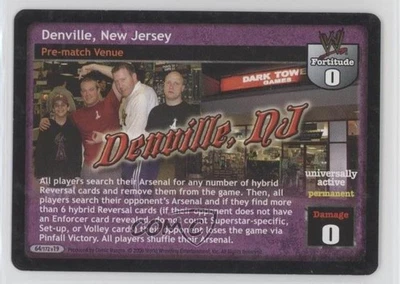 Denville, New Jersey
Pre-match Venue
Fortitude
0
DARK TOWER
GAMES
Denville, NJ
universally
active
permanent
Damage
0
All players search their Arsenal for any number of hybrid
Reversal cards and remove them from the game. Then, all
players search their opponent's Arsenal and if they find more
than 6 hybrid Reversal cards (if their opponent does not have
an Enforcer card revealed, do not count Superstar-specific,
Set-up, or Volley cards), their opponent loses the game via
Pinfall Victory. All players shuffle their Arsenal.
COMC